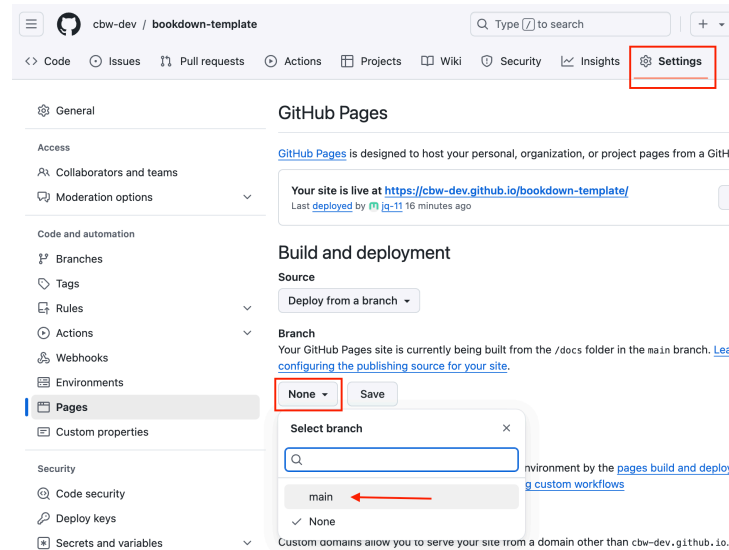 cbw-dev / bookdown-template
Type / to search
Code
Issues
Pull requests
Actions
Projects
Wiki
Security
Insights
Settings
General
Access
Collaborators and teams
Moderation options
Code and automation
Branches
Tags
Rules
Actions
Webhooks
Environments
Pages
Custom properties
Security
Code security
Deploy keys
Secrets and variables
GitHub Pages
GitHub Pages is designed to host your personal, organization, or project pages from a GitH
Your site is live at https://cbw-dev.github.io/bookdown-template/
Last deployed by jq-11 16 minutes ago
Build and deployment
Source
Deploy from a branch
Branch
Your GitHub Pages site is currently being built from the /docs folder in the main branch. Lea
configuring the publishing source for your site.
None
Save
Select branch
nvironment by the pages build and deploy
main
g custom workflows
None
Custom domains allow you to serve your site from a domain other than cbw-dev.github.io.